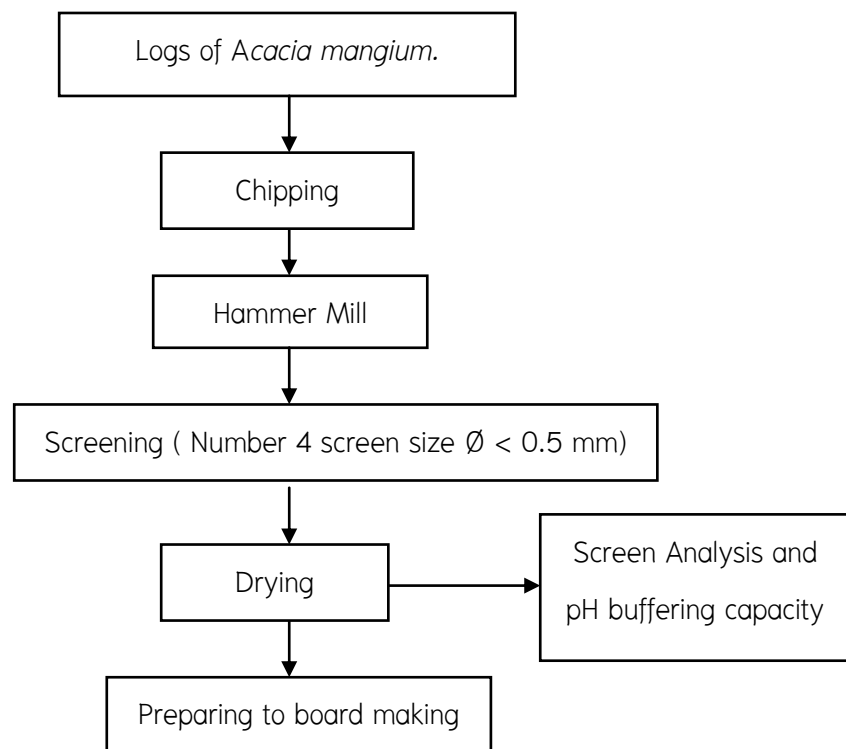 Logs of Acacia mangium.
Chipping
Hammer Mill
Screening ( Number 4 screen size Ø < 0.5 mm)
Drying
Screen Analysis and
pH buffering capacity
Preparing to board making